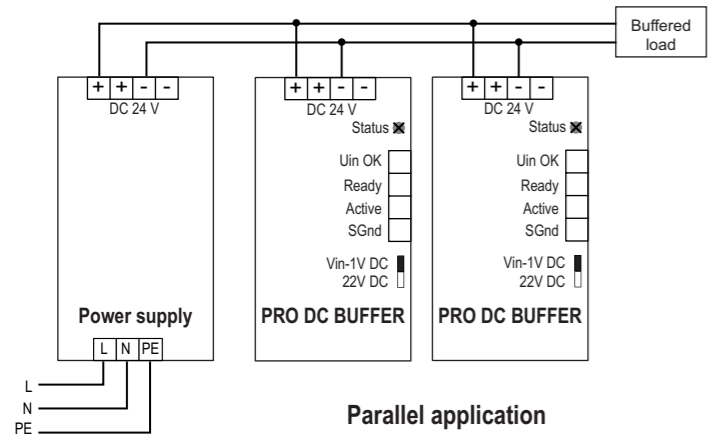 Buffered
load
+ + - -
DC 24 V
Power supply
L N PE
L
N
PE
+ + - -
DC 24 V
Status
Uin OK
Ready
Active
SGnd
Vin-1V DC
22V DC
PRO DC BUFFER
+ + - -
DC 24 V
Status
Uin OK
Ready
Active
SGnd
Vin-1V DC
22V DC
PRO DC BUFFER
Parallel application